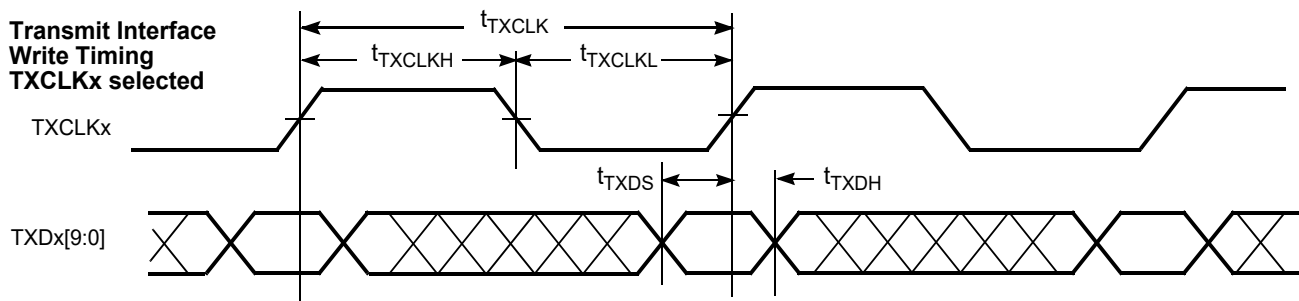 Transmit Interface
Write Timing
TXCLKx selected
tTXCLK
tTXCLKH
tTXCLKL
TXCLKx
tTXDS
tTXDH
TXDx[9:0]